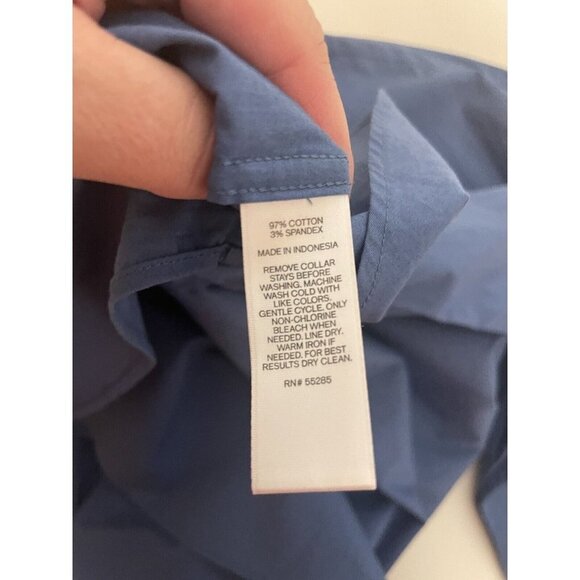 97% COTTON
3% SPANDEX
MADE IN INDONESIA
REMOVE COLLAR
STAYS BEFORE
WASHING. MACHINE
WASH COLD WITH
LIKE COLORS.
GENTLE CYCLE. ONLY
NON-CHLORINE
BLEACH WHEN
NEEDED. LINE DRY.
WARM IRON IF
NEEDED. FOR BEST
RESULTS DRY CLEAN.
RN# 55285